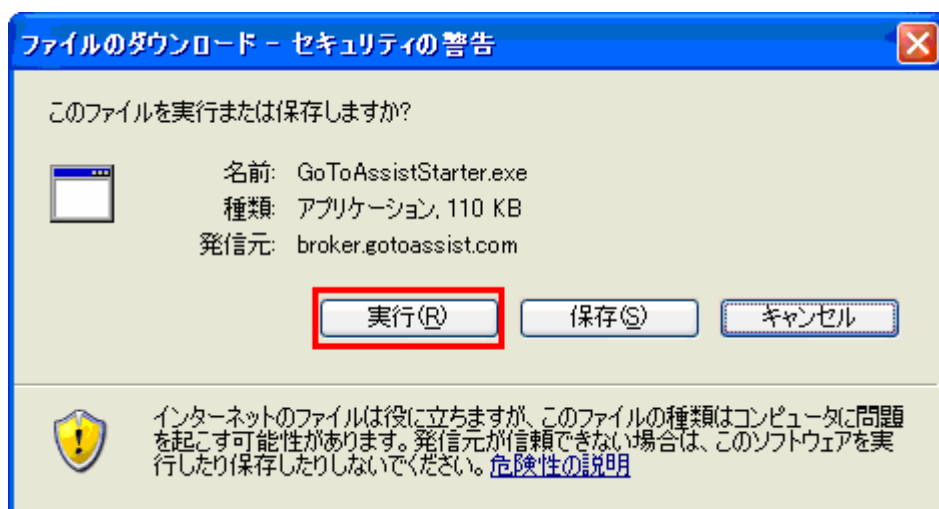 ファイルのダウンロード - セキュリティの警告
このファイルを実行または保存しますか?
名前: GoToAssistStarter.exe
種類: アプリケーション, 110 KB
発信元: broker.gotoassist.com
実行(R) 保存(S) キャンセル
インターネットのファイルは役に立ちますが、このファイルの種類はコンピュータに問題
を起こす可能性があります。発信元が信頼できない場合は、このソフトウェアを実
行したり保存したりしないでください。危険性の説明